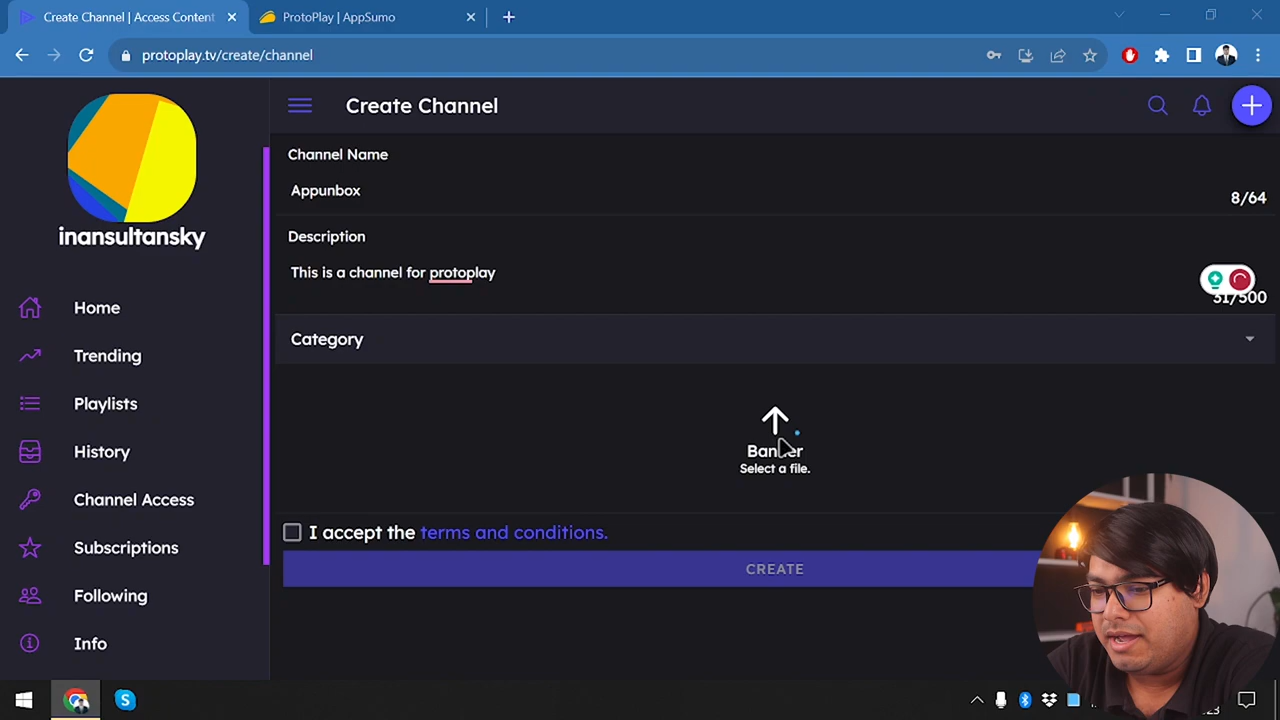 Create Channel | Access Content
ProtoPlay | AppSumo
protoplay.tv/create/channel
Create Channel
inansultansky
Home
Trending
Playlists
History
Channel Access
Subscriptions
Following
Info
Channel Name
Appunbox
8/64
Description
This is a channel for protoplay
31/500
Category
Select a file.
I accept the terms and conditions.
CREATE